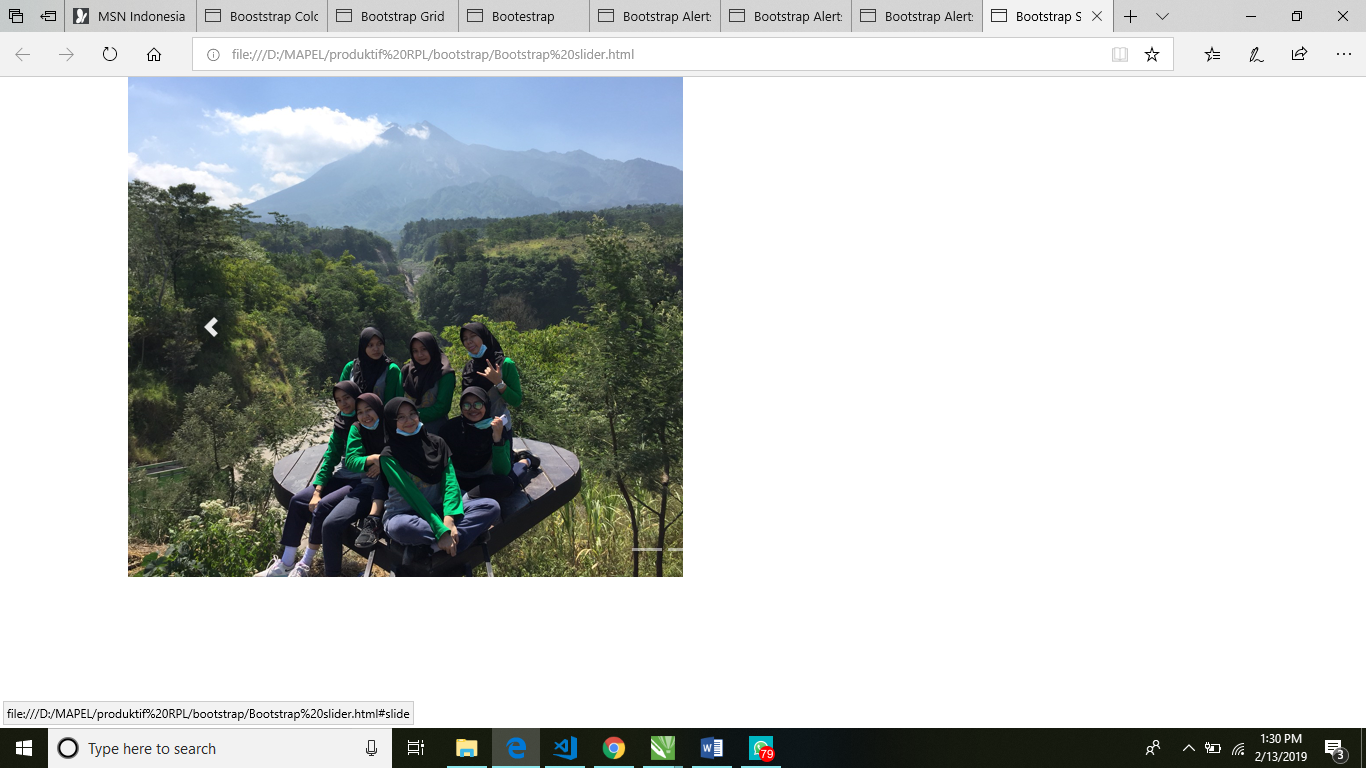 MSN Indonesia
Booststrap Colo
Bootstrap Grid
Bootestrap
Bootstrap Alert
Bootstrap Alert
Bootstrap Alert
Bootstrap S
file:///D:/MAPEL/produktif%20RPL/bootstrap/Bootstrap%20slider.html
file:///D:/MAPEL/produktif%20RPL/bootstrap/Bootstrap%20slider.html#slide
Type here to search
79
1:30 PM
2/13/2019
3